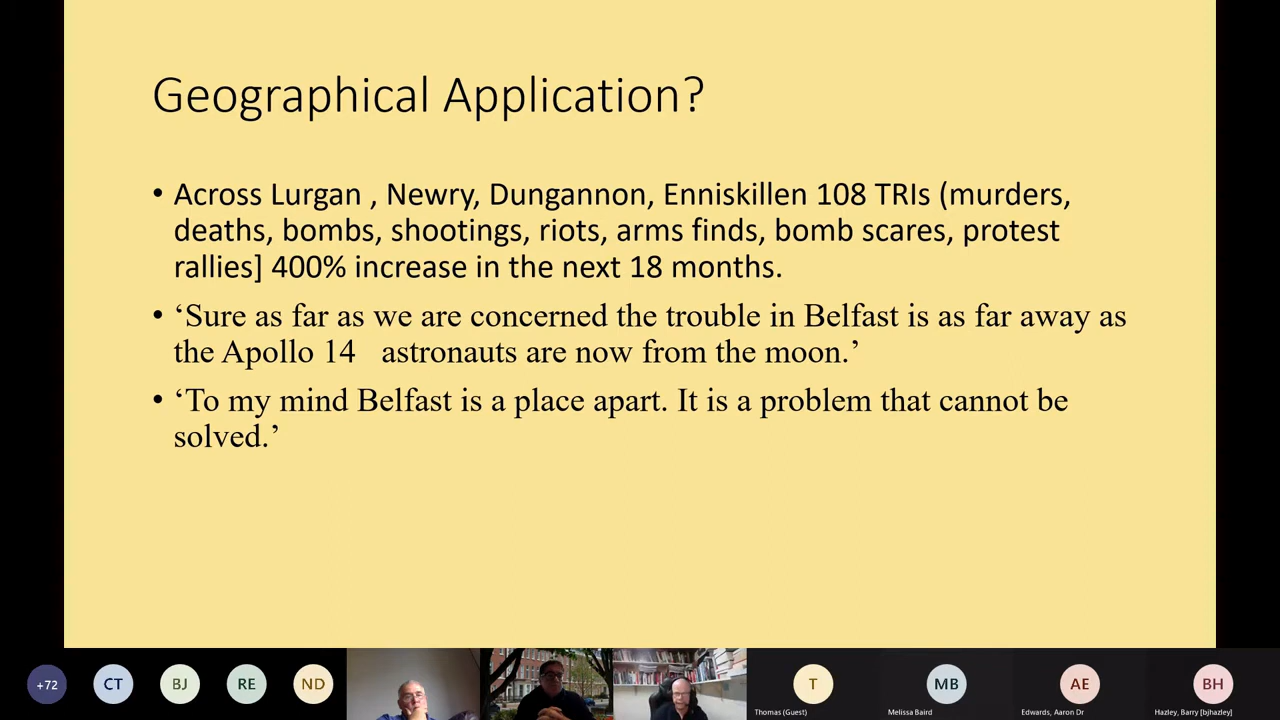 Geographical Application?
• Across Lurgan , Newry, Dungannon, Enniskillen 108 TRIs (murders,
deaths, bombs, shootings, riots, arms finds, bomb scares, protest
rallies] 400% increase in the next 18 months.
• ‘Sure as far as we are concerned the trouble in Belfast is as far away as
the Apollo 14   astronauts are now from the moon.’
• ‘To my mind Belfast is a place apart. It is a problem that cannot be
solved.’
+72
CT
BJ
RE
ND
T
MB
AE
BH
Thomas (Guest)
Melissa Baird
Edwards, Aaron Dr
Hazley, Barry [bjhazley]